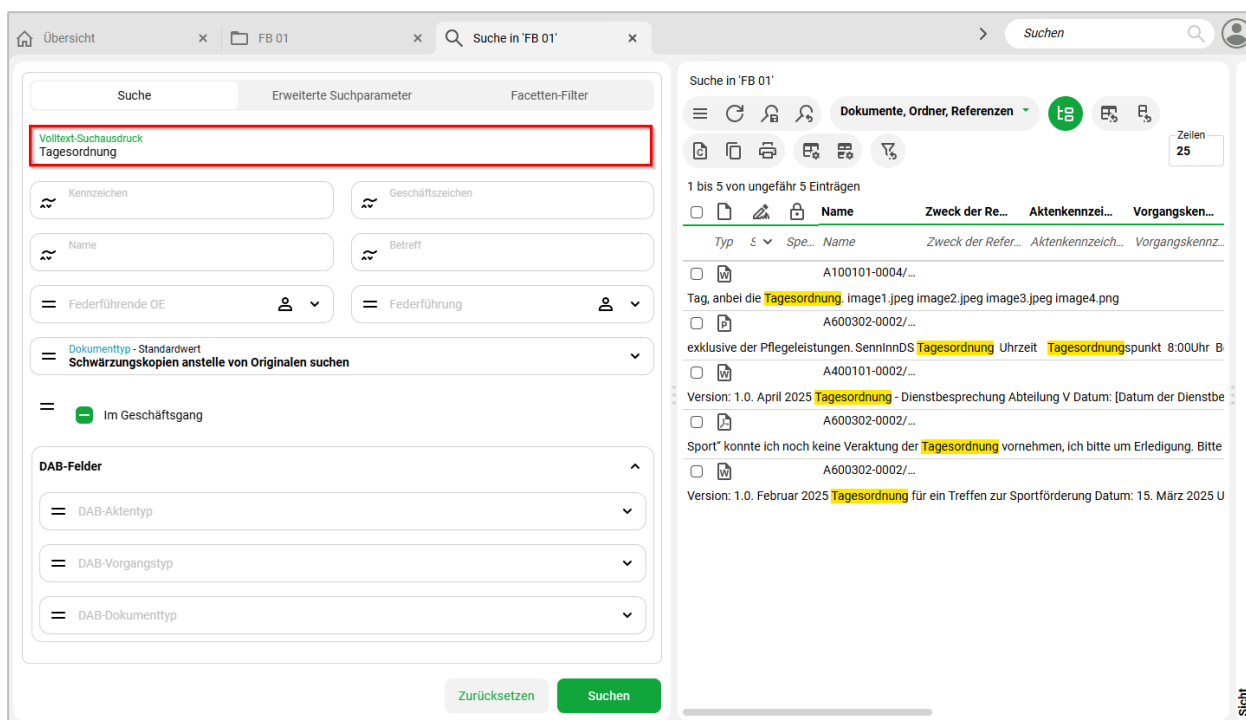 Übersicht
FB 01
Suche in 'FB 01'
Suchen
Suche
Erweiterte Suchparameter
Facetten-Filter
Volltext-Suchausdruck
Tagesordnung
Kennzeichen
Geschäftszeichen
Name
Betreff
Federführende OE
Federführung
Dokumenttyp - Standardwert
Schwärzungskopien anstelle von Originalen suchen
Im Geschäftsgang
DAB-Felder
DAB-Aktentyp
DAB-Vorgangstyp
DAB-Dokumenttyp
Zurücksetzen
Suchen
Suche in 'FB 01'
Dokumente, Ordner, Referenzen
Zeilen
25
1 bis 5 von ungefähr 5 Einträgen
Name Zweck der Re... Aktenkennzei... Vorgangsken...
Typ S Spe... Name Zweck der Refer... Aktenkennzeich... Vorgangskennz...
A100101-0004/...
Tag, anbei die Tagesordnung. image1.jpeg image2.jpeg image3.jpeg image4.png
A600302-0002/...
exklusive der Pflegeleistungen. SennInnDS Tagesordnung Uhrzeit Tagesordnungspunkt 8:00Uhr B
A400101-0002/...
Version: 1.0. April 2025 Tagesordnung - Dienstbesprechung Abteilung V Datum: [Datum der Dienstbe
A600302-0002/...
Sport" konnte ich noch keine Veraktung der Tagesordnung vornehmen, ich bitte um Erledigung. Bitte
A600302-0002/...
Version: 1.0. Februar 2025 Tagesordnung für ein Treffen zur Sportförderung Datum: 15. März 2025 U
Sicht